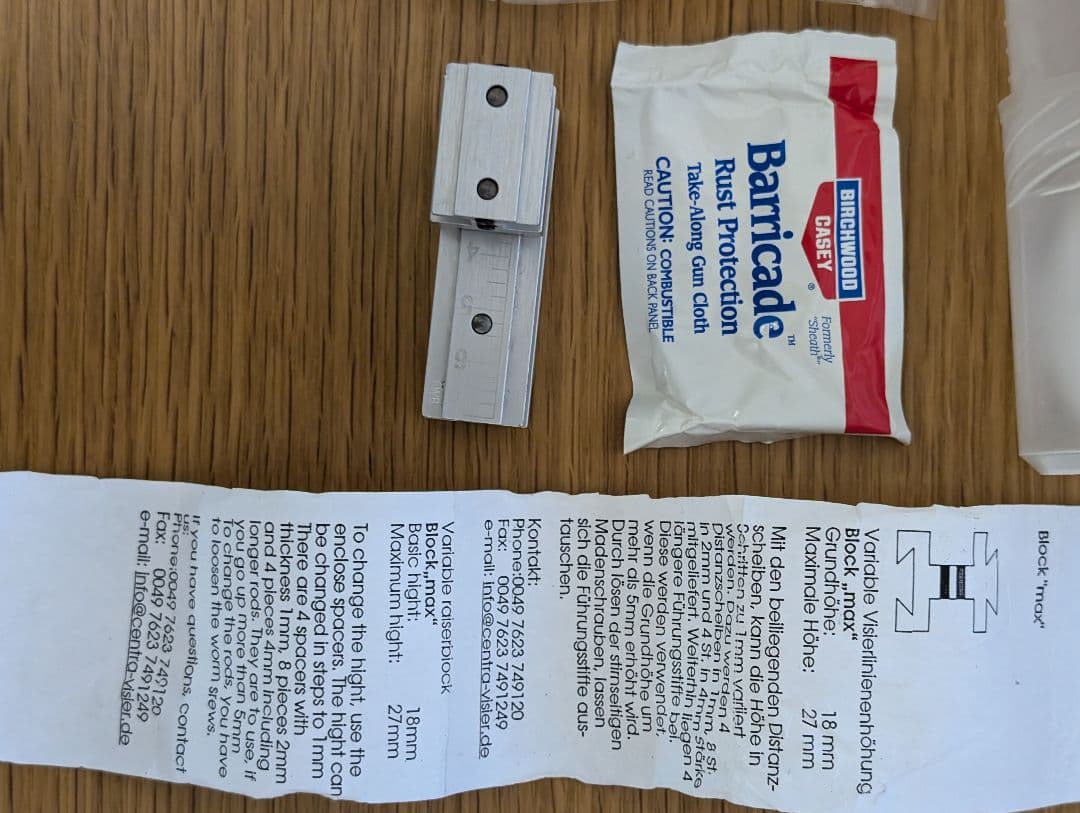 BIRCHWOOD
CASEY
®
Formerly
"Sheath"
Barricade™
Rust Protection
Take-Along Gun Cloth
CAUTION: COMBUSTIBLE
READ CAUTIONS ON BACK PANEL
4
5
6
Block "max"
Variable Visierlinienenhöhung
Block „max“
Grundhöhe: 18 mm
Maximale Höhe: 27 mm
Mit den beiliegenden Distanz-
scheiben, kann die Höhe in
Schritten zu 1mm variiert
werden. Dazu werden 4
Distanzscheiben in 1mm, 8 St.
in 2mm und 4 St. in 4mm Stärke
mitgeliefert. Weiterhin liegen 4
längere Führungsstifte bei.
Diese werden verwendet,
wenn die Grundhöhe um
mehr als 5mm erhöht wird.
Durch lösen der stirnseitigen
Madenschrauben, lassen
sich die Führungsstifte aus-
tauschen.
Kontakt:
Phone:0049 7623 749120
Fax: 0049 7623 7491249
e-mail: info@centra-visier.de
Variable raiserblock
Block„max“
Basic hight: 18mm
Maximum hight: 27mm
To change the hight, use the
enclose spacers. The hight can
be changed in steps to 1mm
There are 4 spacers with
thickness 1mm, 8 pieces 2mm
and 4 pieces 4mm including
longer rods. They are to use, if
you go up more than 5mm
To change the rods, you have
to loosen the worm srews.
If you have questions, contact
us:
Phone:0049 7623 749120
Fax: 0049 7623 7491249
e-mail: info@centra-visier.de